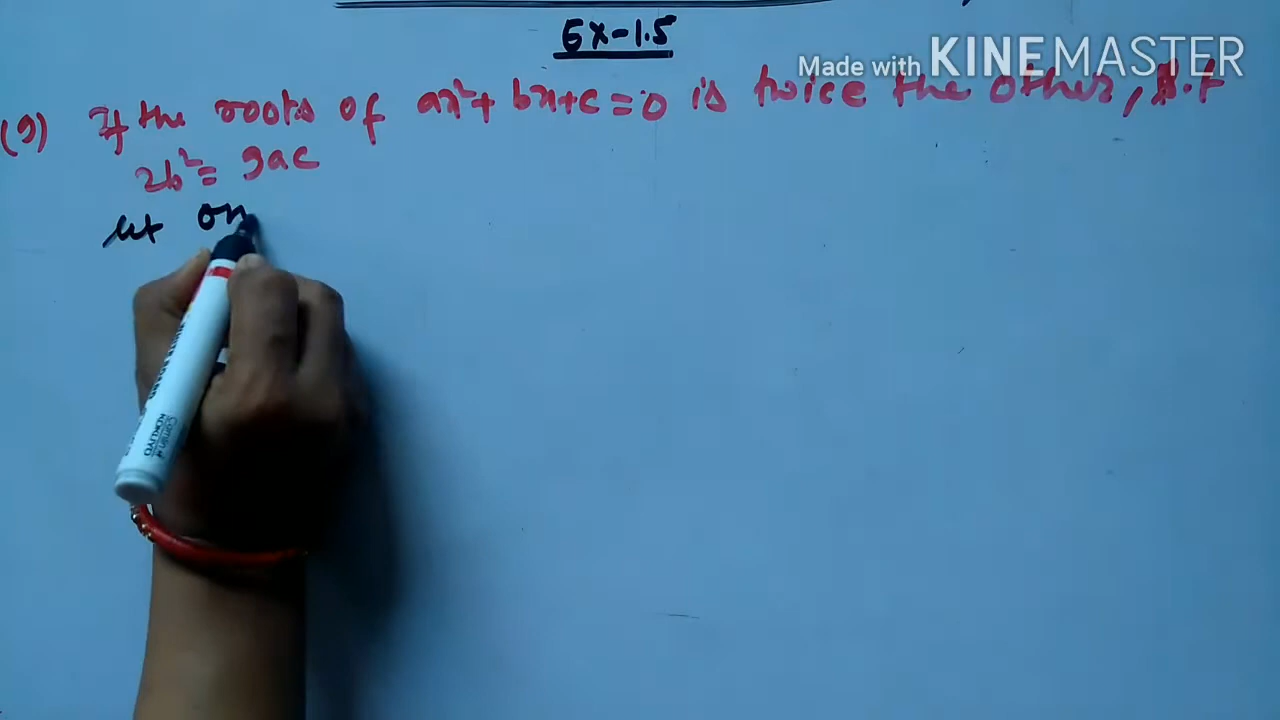 Ex-1.5
Made with KINEMASTER
(9) If the roots of ax²+bx+c=0 is twice the other, S.t
2b²=9ac
Let on